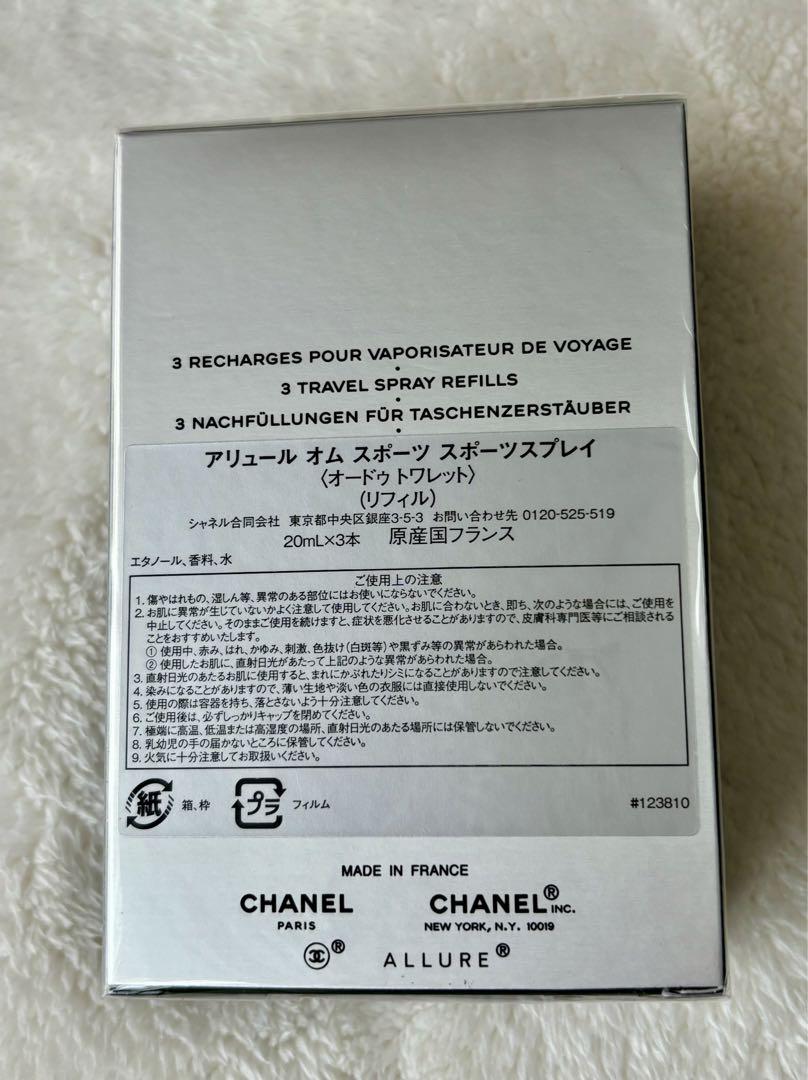 3 RECHARGES POUR VAPORISATEUR DE VOYAGE
3 TRAVEL SPRAY REFILLS
3 NACHFÜLLUNGEN FÜR TASCHENZERSTÄUBER
アリュール オム スポーツ スポーツスプレイ
〈オードゥ トワレット〉
(リフィル)
シャネル合同会社 東京都中央区銀座3-5-3 お問い合わせ先 0120-525-519
20mL×3本 原産国フランス
エタノール、香料、水
ご使用上の注意
1. 傷やはれもの、湿しん等、異常のある部位にはお使いにならないでください。
2. お肌に異常が生じていないかよく注意して使用してください。お肌に合わないとき、即ち、次のような場合には、ご使用を
中止してください。そのままご使用を続けますと、症状を悪化させることがありますので、皮膚科専門医等にご相談される
ことをおすすめいたします。
① 使用中、赤み、はれ、かゆみ、刺激、色抜け(白斑等)や黒ずみ等の異常があらわれた場合。
② 使用したお肌に、直射日光があたって上記のような異常があらわれた場合。
3. 直射日光のあたるお肌に使用すると、まれにかぶれたりシミになることがありますので注意してください。
4. 染みになることがありますので、薄い生地や淡い色の衣服には直接使用しないでください。
5. 使用の際は容器を持ち、落とさないよう十分注意してください。
6. ご使用後は、必ずしっかりキャップを閉めてください。
7. 極端に高温、低温または高湿度の場所、直射日光のあたる場所には保管しないでください。
8. 乳幼児の手の届かないところに保管してください。
9. 火気に十分注意してお取扱いください。
紙 箱、枠 プラ フィルム #123810
MADE IN FRANCE
CHANEL CHANEL® INC.
PARIS NEW YORK, N.Y. 10019
® ALLURE®